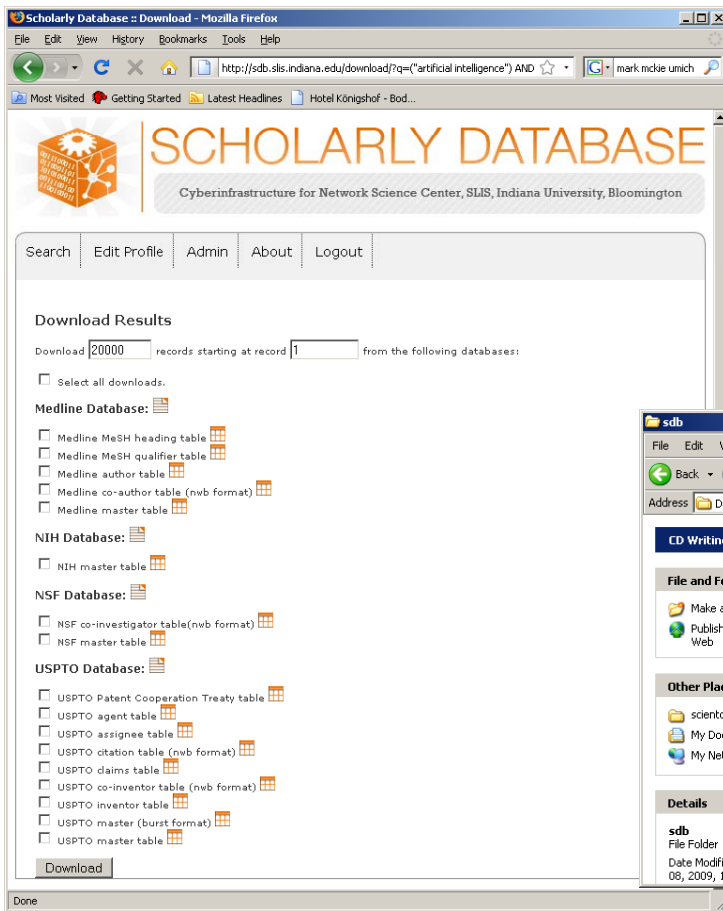 Scholarly Database :: Download - Mozilla Firefox
File Edit View History Bookmarks Tools Help
http://sdb.slis.indiana.edu/download/?q=("artificial intelligence") AND
mark mckie umich
Most Visited Getting Started Latest Headlines Hotel Königshof - Bod...
SCHOLARLY DATABASE
Cyberinfrastructure for Network Science Center, SLIS, Indiana University, Bloomington
Search Edit Profile Admin About Logout
Download Results
Download 20000 records starting at record 1 from the following databases:
Select all downloads.
Medline Database:
Medline MeSH heading table
Medline MeSH qualifier table
Medline author table
Medline co-author table (nwb format)
Medline master table
NIH Database:
NIH master table
NSF Database:
NSF co-investigator table(nwb format)
NSF master table
USPTO Database:
USPTO Patent Cooperation Treaty table
USPTO agent table
USPTO assignee table
USPTO citation table (nwb format)
USPTO claims table
USPTO co-inventor table (nwb format)
USPTO inventor table
USPTO master (burst format)
USPTO master table
Download
Done
sdb
File Edit
Back
Address D
CD Writin
File and F
Make a
Publish
Web
Other Plac
sciento
My Do
My Ne
Details
sdb
File Folder
Date Modifi
08, 2009, 1